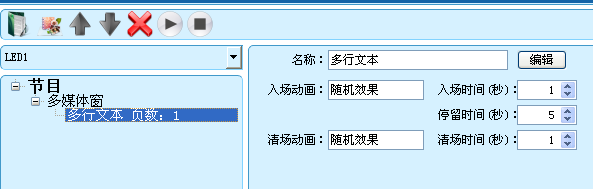 LED1
节目
多媒体窗
多行文本 页数：1
名称：多行文本 编辑
入场动画：随机效果 入场时间(秒)：1
停留时间(秒)：5
清场动画：随机效果 清场时间(秒)：1